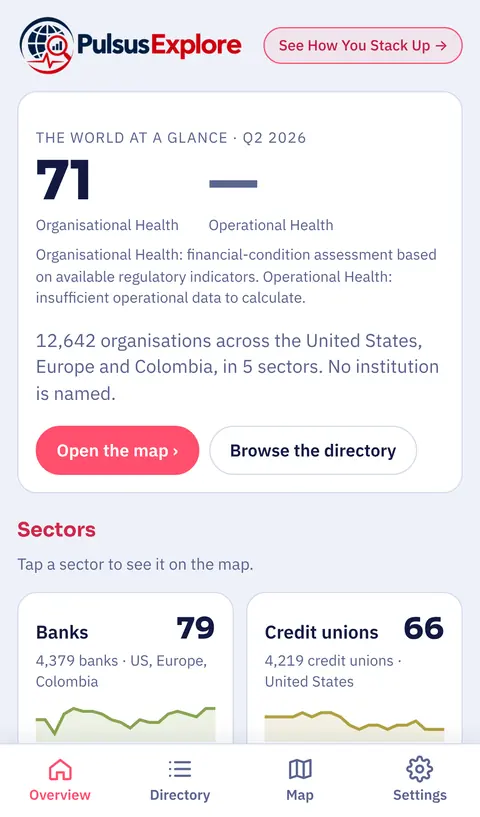 PulsusExplore
See How You Stack Up →
THE WORLD AT A GLANCE · Q2 2026
71
—
Organisational Health
Operational Health
Organisational Health: financial-condition assessment based
on available regulatory indicators. Operational Health:
insufficient operational data to calculate.
12,642 organisations across the United States,
Europe and Colombia, in 5 sectors. No institution
is named.
Open the map ›
Browse the directory
Sectors
Tap a sector to see it on the map.
Banks
79
4,379 banks · US, Europe,
Colombia
Credit unions
66
4,219 credit unions ·
United States
Overview
Directory
Map
Settings